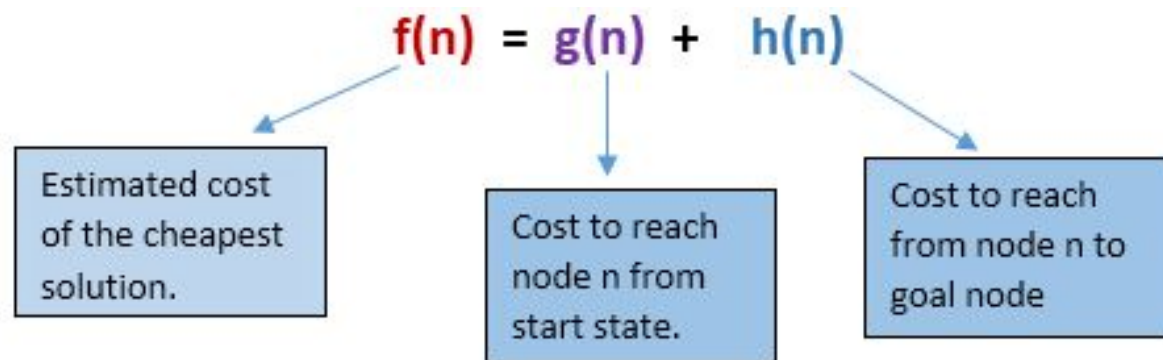 f(n) = g(n) + h(n)
Estimated cost
of the cheapest
solution.
Cost to reach
node n from
start state.
Cost to reach
from node n to
goal node